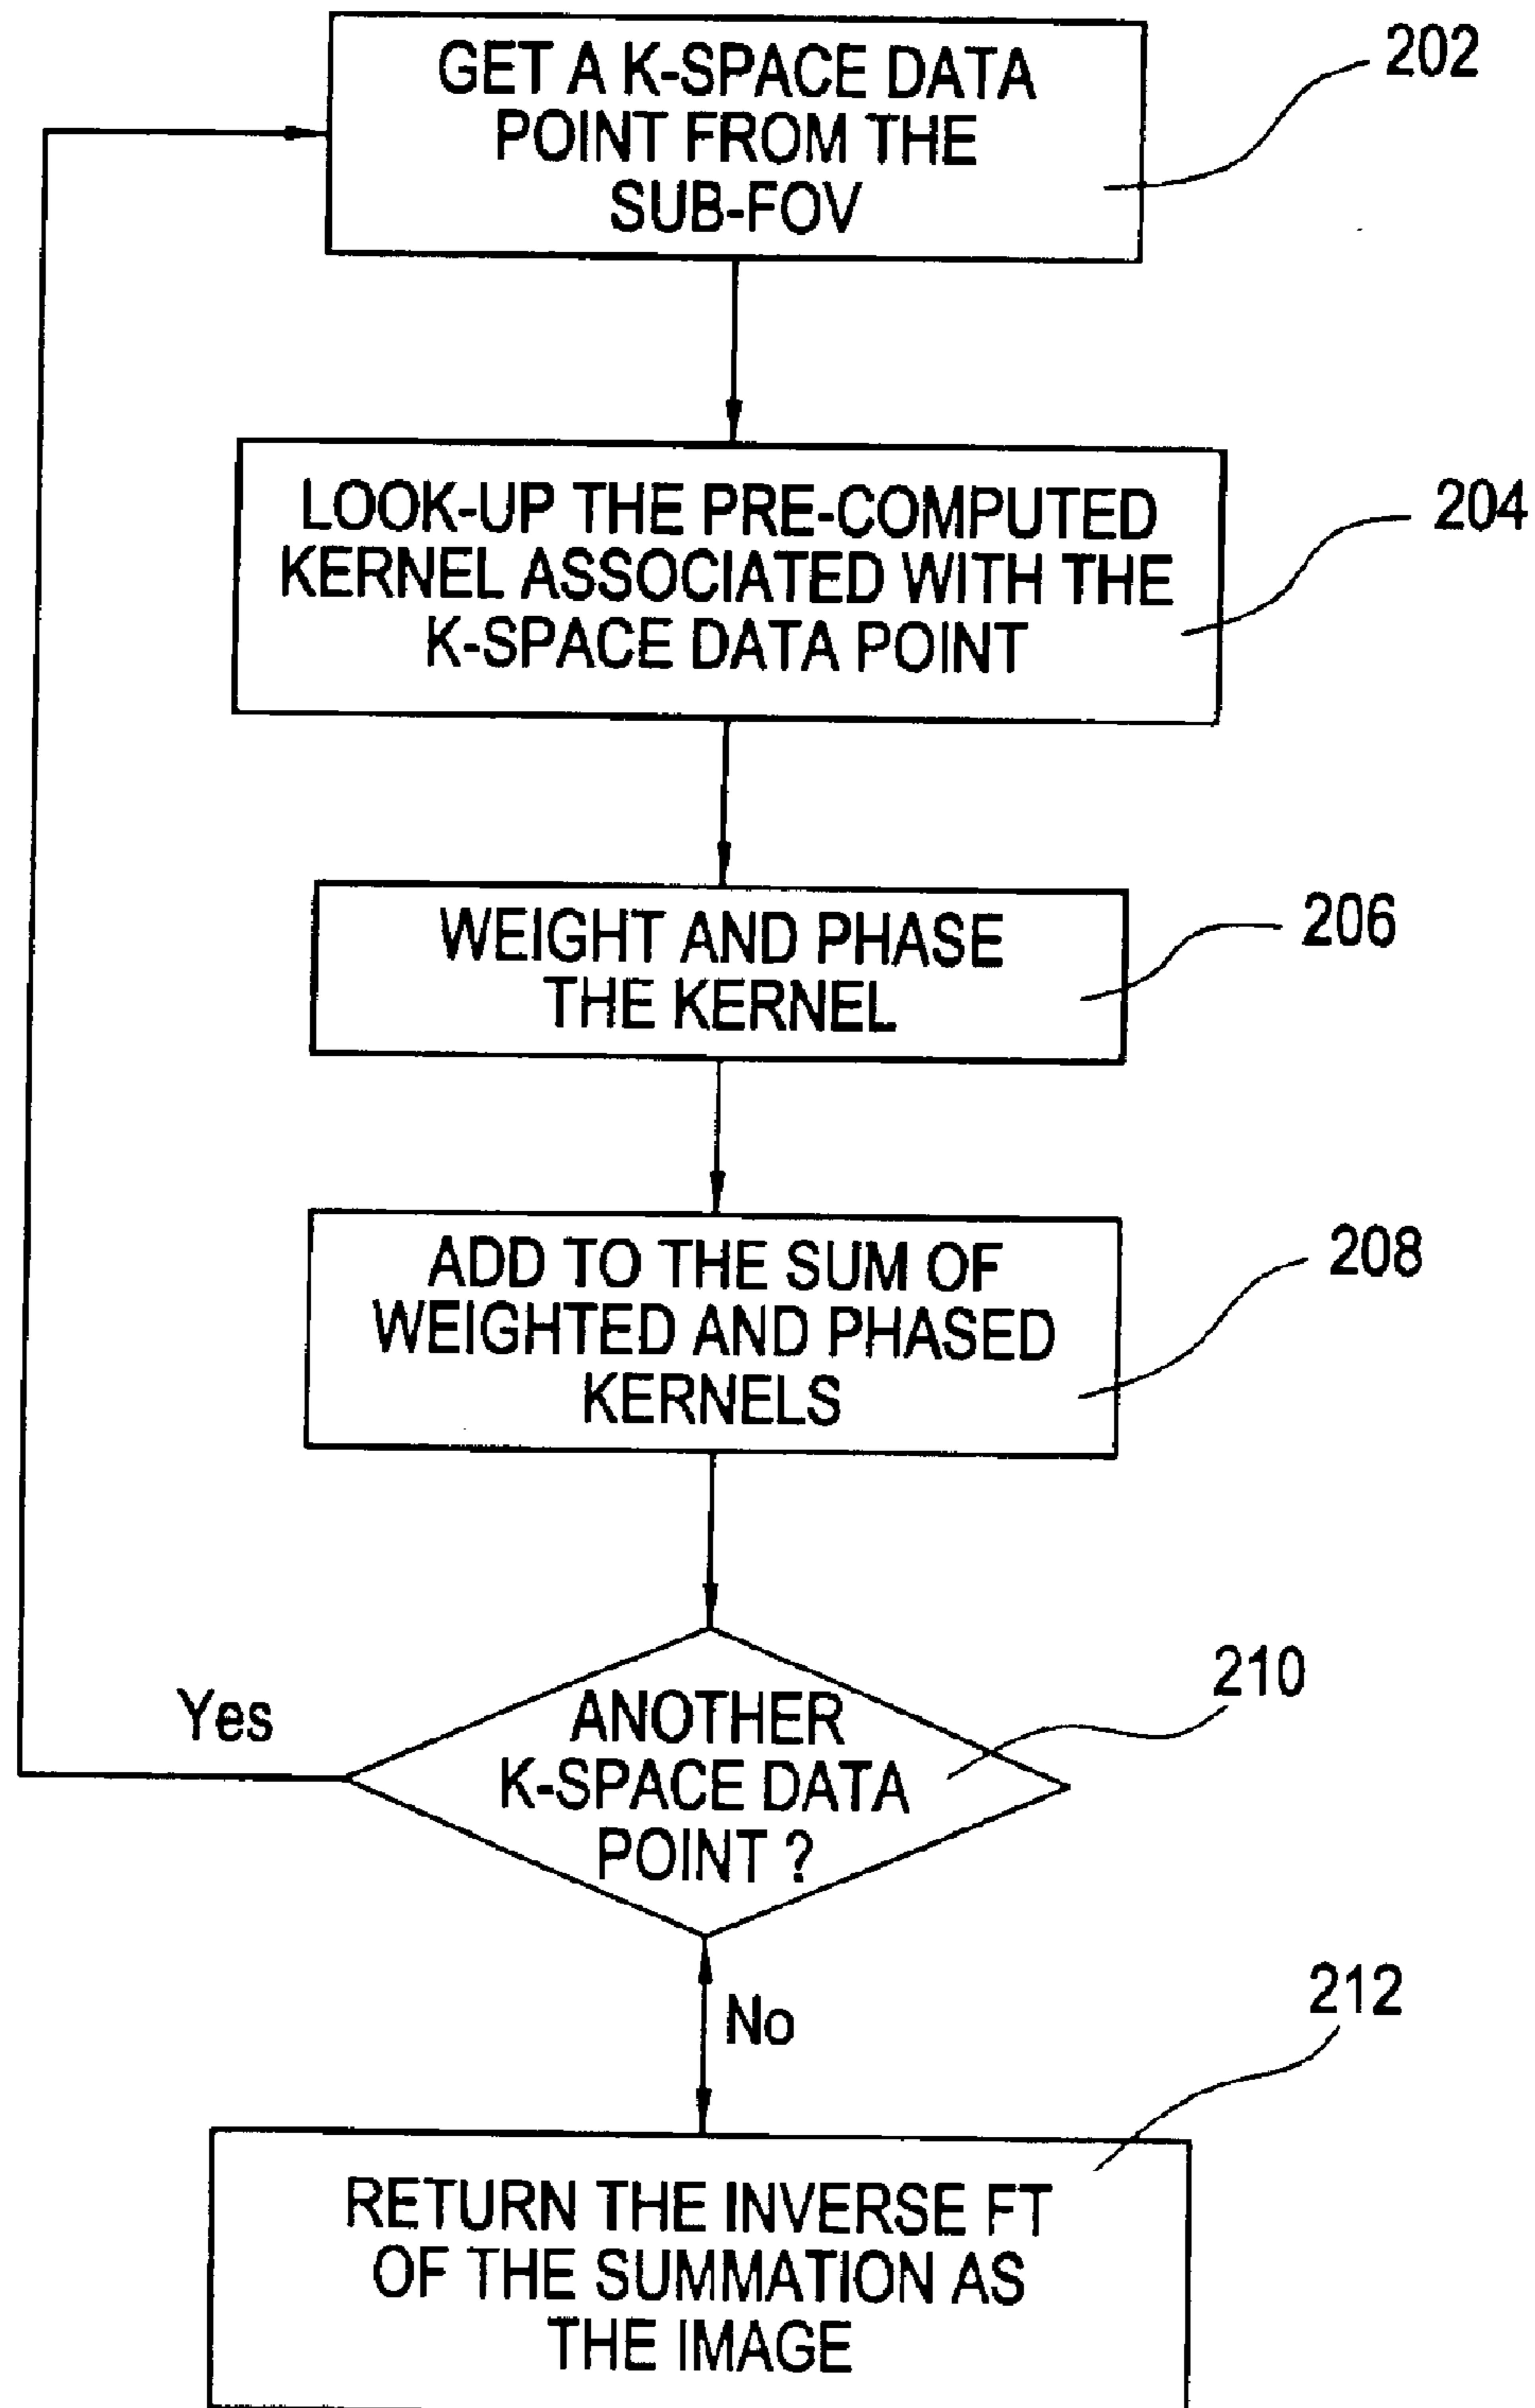 GET A K-SPACE DATA
POINT FROM THE
SUB-FOV
202
LOOK-UP THE PRE-COMPUTED
KERNEL ASSOCIATED WITH THE
K-SPACE DATA POINT
204
WEIGHT AND PHASE
THE KERNEL
206
ADD TO THE SUM OF
WEIGHTED AND PHASED
KERNELS
208
Yes
ANOTHER
K-SPACE DATA
POINT ?
210
No
212
RETURN THE INVERSE FT
OF THE SUMMATION AS
THE IMAGE